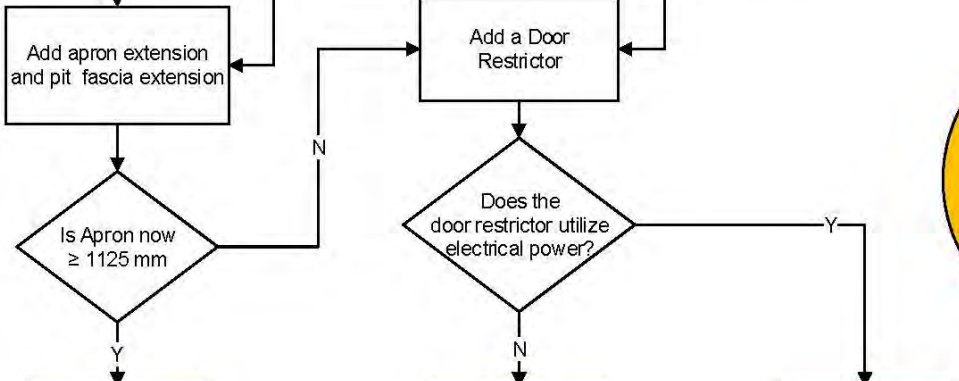 Add apron extension
and pit fascia extension
Add a Door
Restrictor
N
Is Apron now
≥ 1125 mm
Does the
door restrictor utilize
electrical power?
Y
Y
N